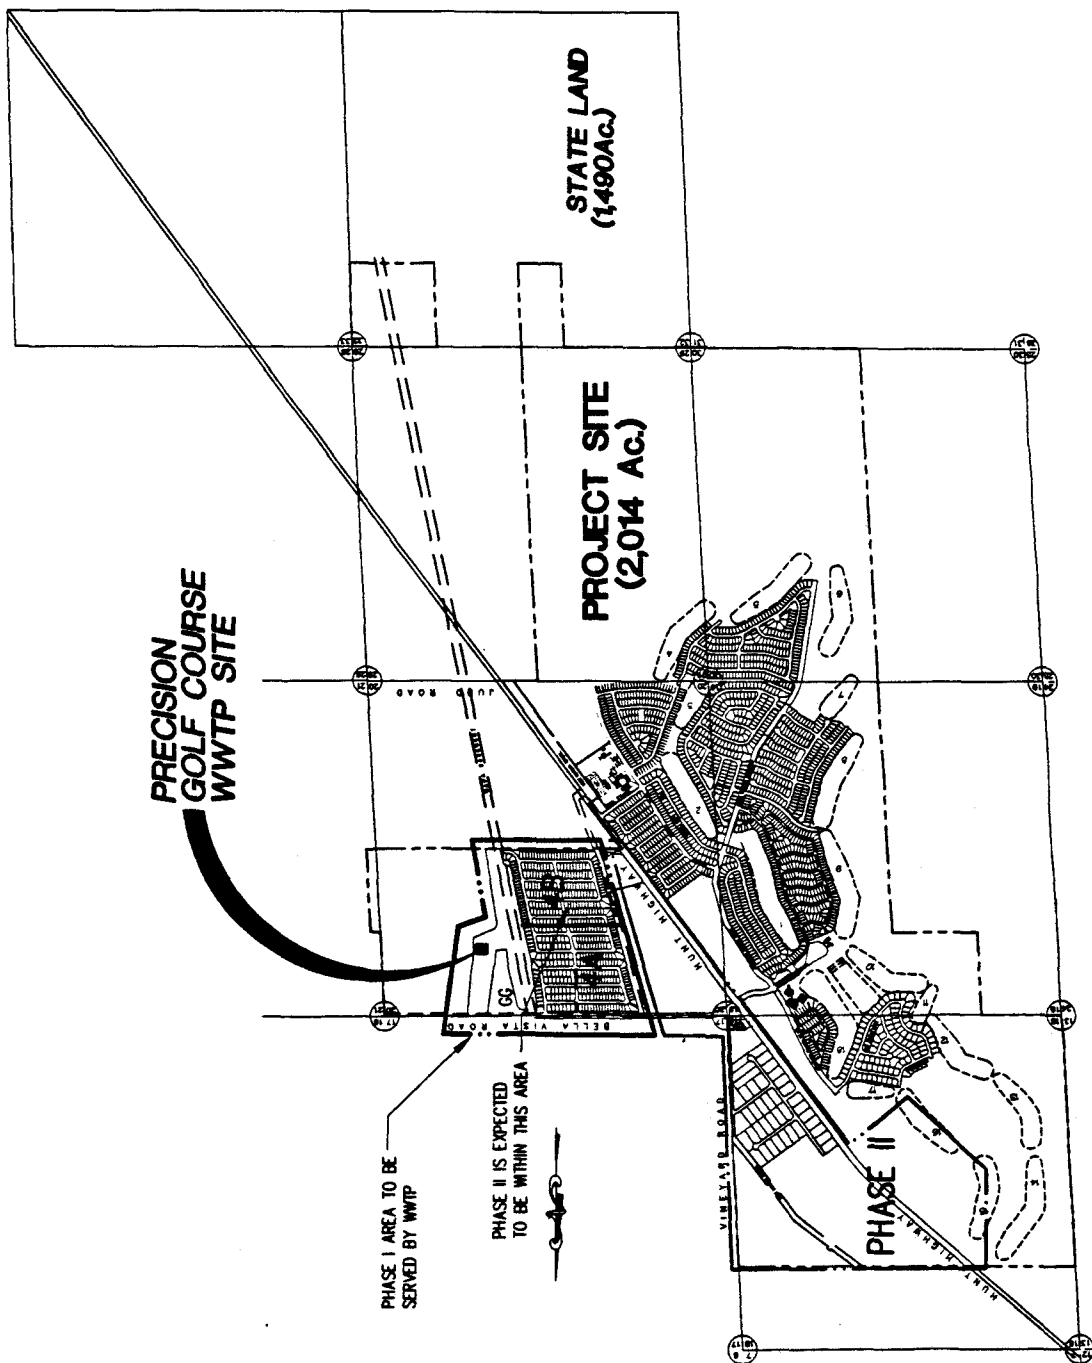 STATE LAND
(1,490Ac.)
PROJECT SITE
(2,014 Ac.)
PRECISION
GOLF COURSE
WWTP SITE
JUDD ROAD
HUNT HIGHWAY
4B
4A
GG
BELLA VISTA ROAD
PHASE I AREA TO BE
SERVED BY WWTP
PHASE II IS EXPECTED
TO BE WITHIN THIS AREA
VINEYARD ROAD
PHASE II
HUNT HIGHWAY